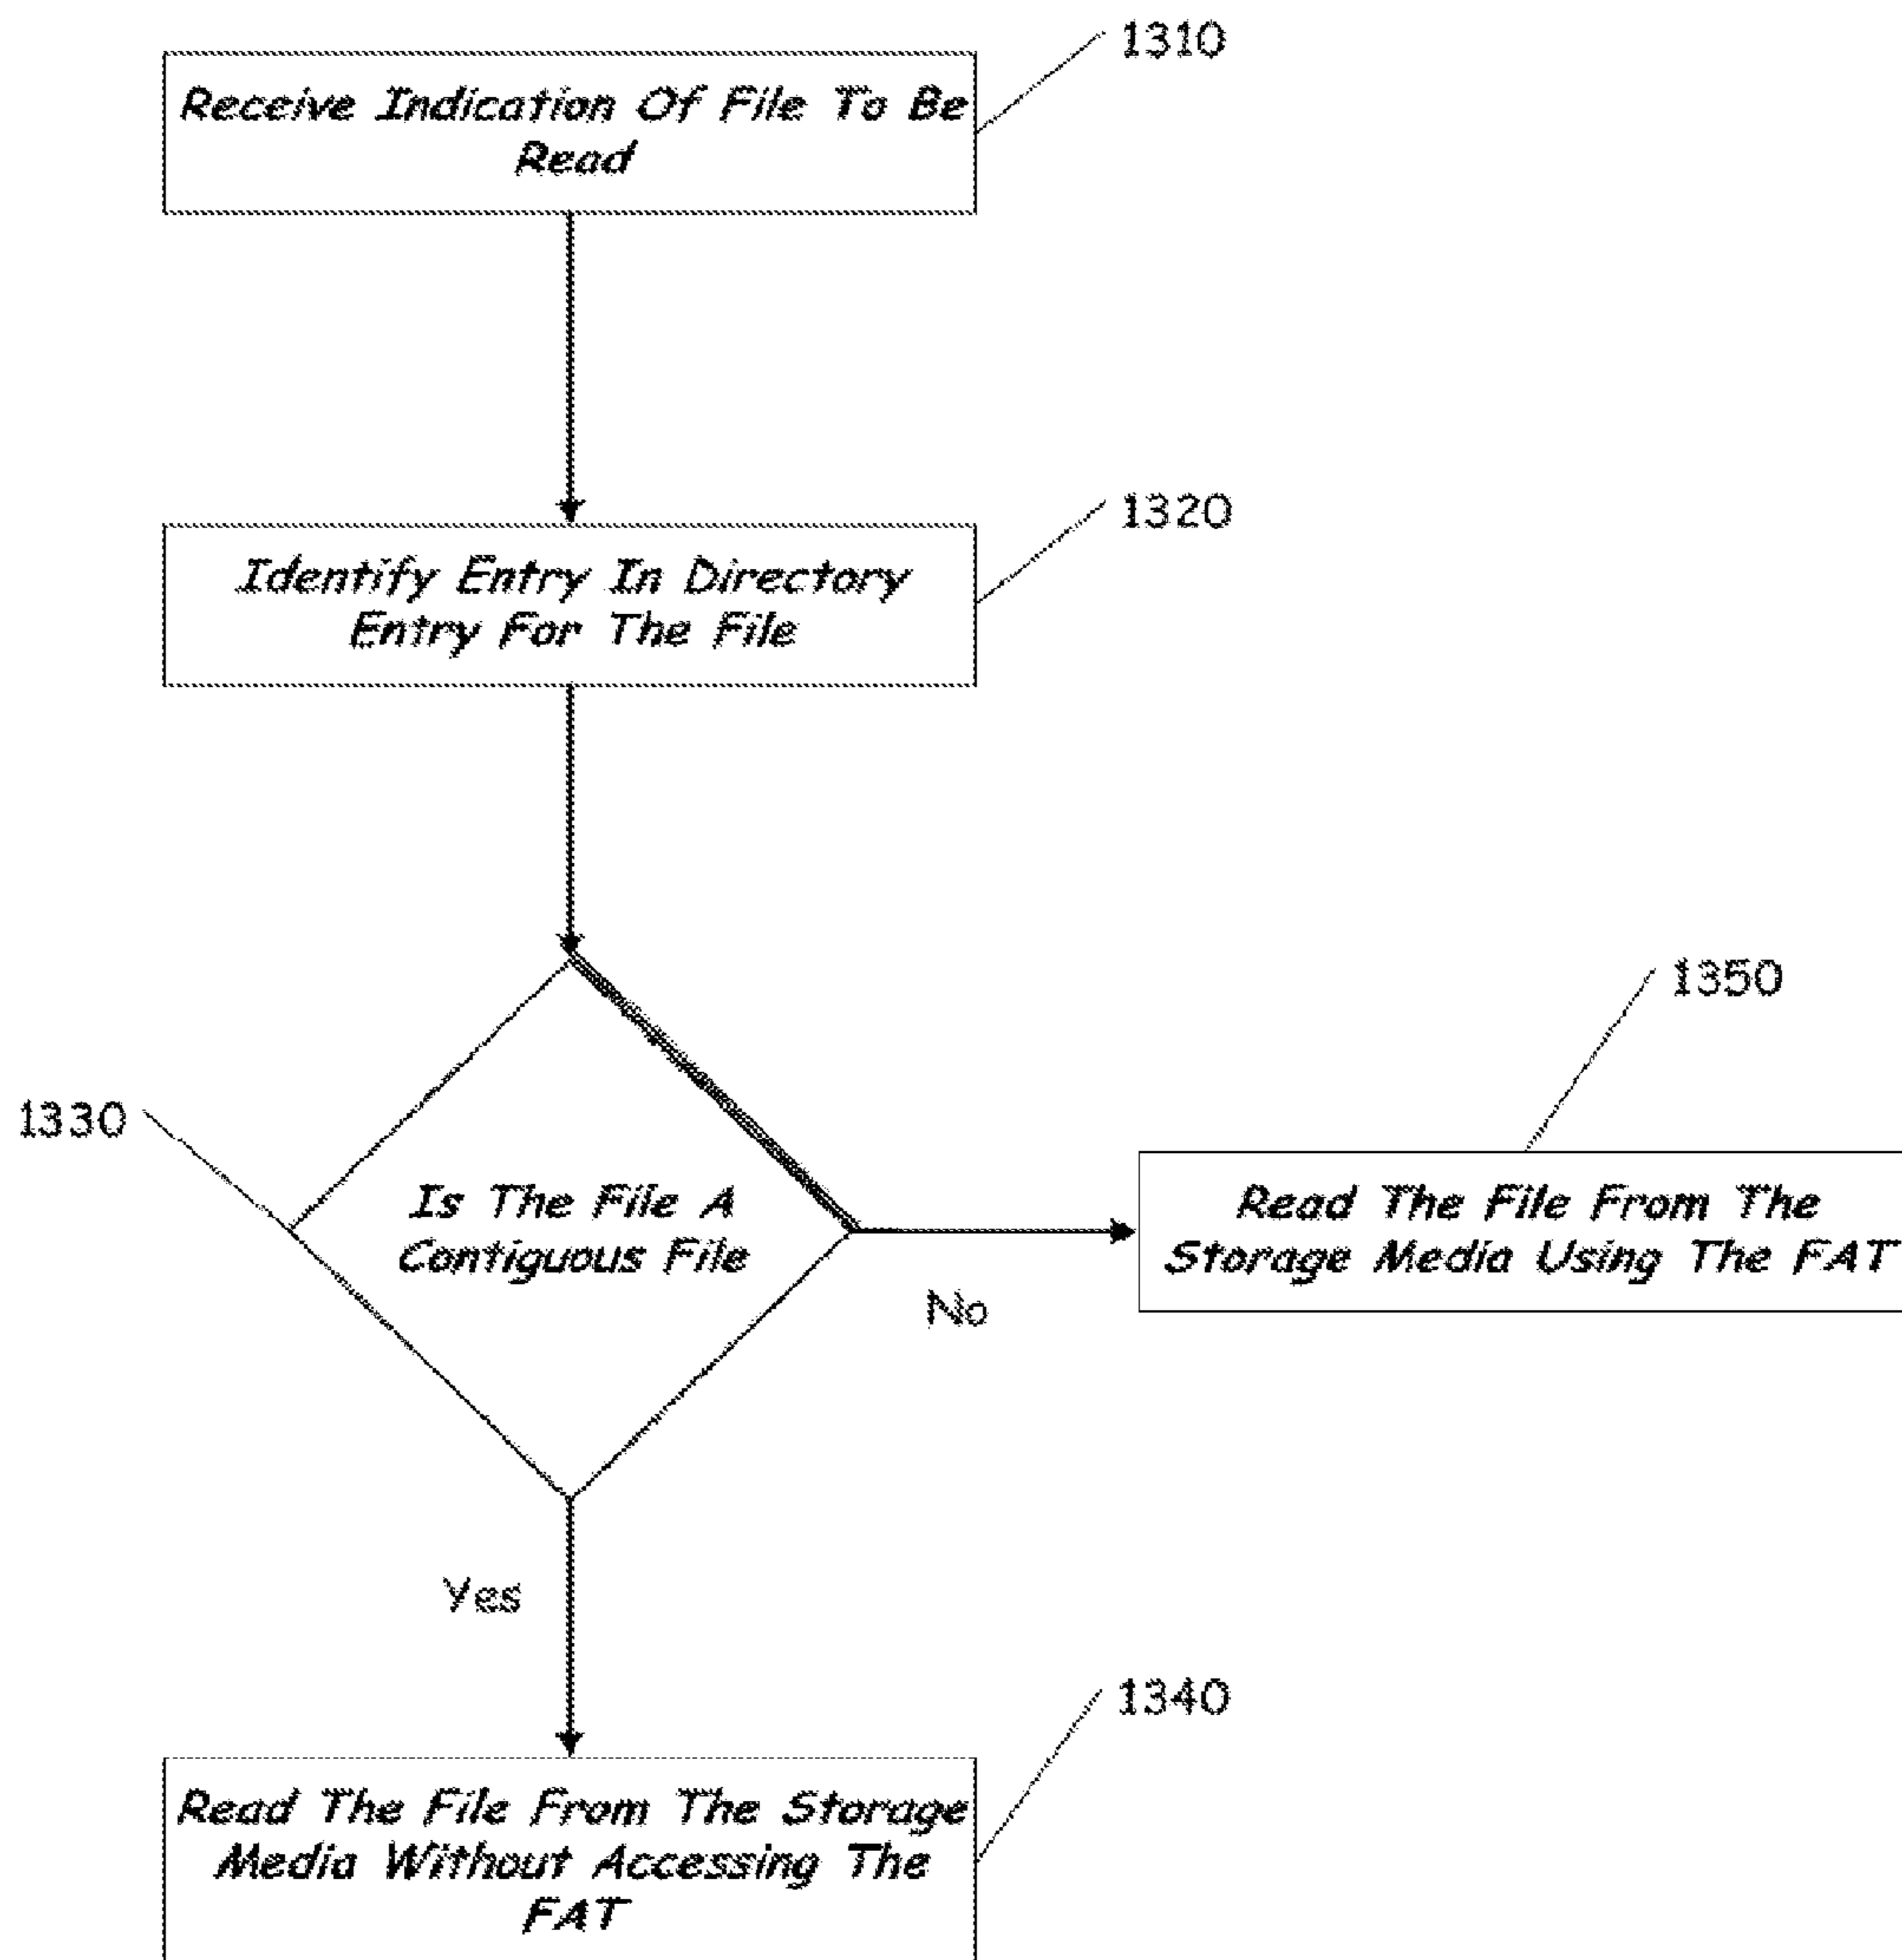 1310
Receive Indication Of File To Be
Read
1320
Identify Entry In Directory
Entry For The File
1350
1330
Is The File A
Contiguous File
Read The File From The
Storage Media Using The FAT
No
Yes
1340
Read The File From The Storage
Media Without Accessing The
FAT